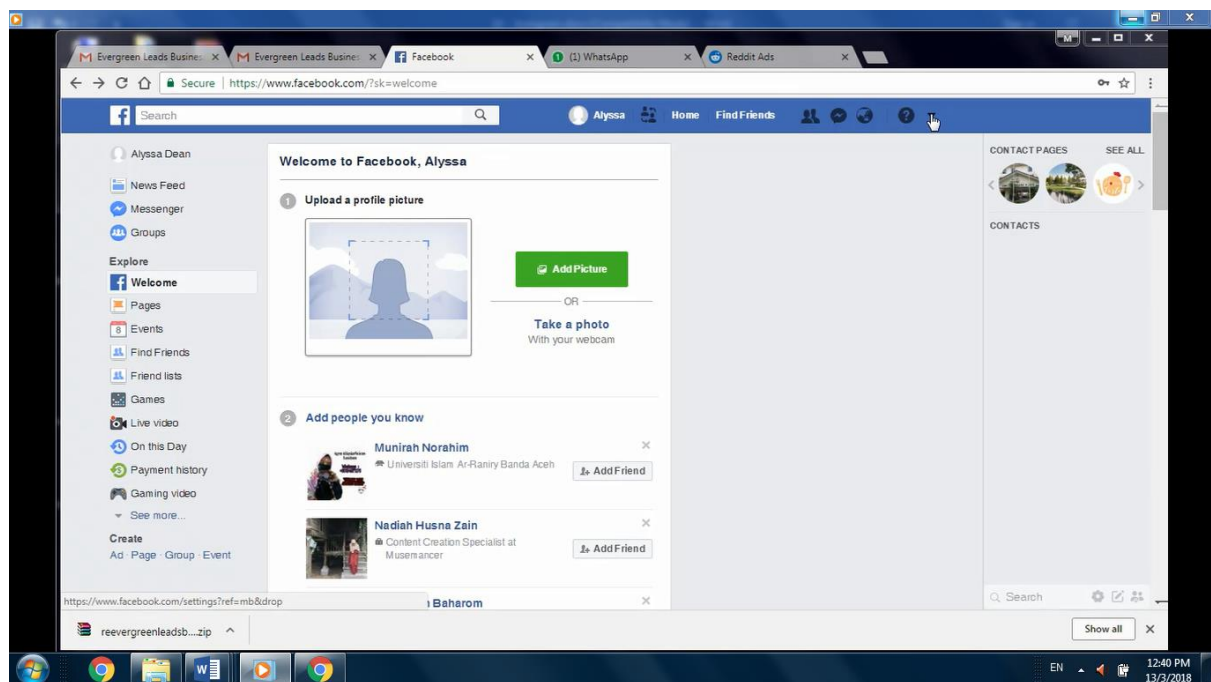 M
Evergreen Leads Busines
Evergreen Leads Busines
Facebook
(1) WhatsApp
Reddit Ads
Secure
https://www.facebook.com/?sk=welcome
Search
Alyssa
Home
Find Friends
Alyssa Dean
News Feed
Messenger
Groups
Explore
Welcome
Pages
8
Events
Find Friends
Friend lists
Games
Live video
On this Day
Payment history
Gaming video
See more...
Create
Ad · Page · Group · Event
Welcome to Facebook, Alyssa
1 Upload a profile picture
Add Picture
OR
Take a photo
With your webcam
2 Add people you know
Munirah Norahim
Universiti Islam Ar-Raniry Banda Aceh
Add Friend
Nadiah Husna Zain
Content Creation Specialist at
Musemancer
Add Friend
Baharom
CONTACT PAGES
SEE ALL
CONTACTS
Search
https://www.facebook.com/settings?ref=mb&drop
reevergreenleadsb....zip
Show all
EN
12:40 PM
13/3/2018